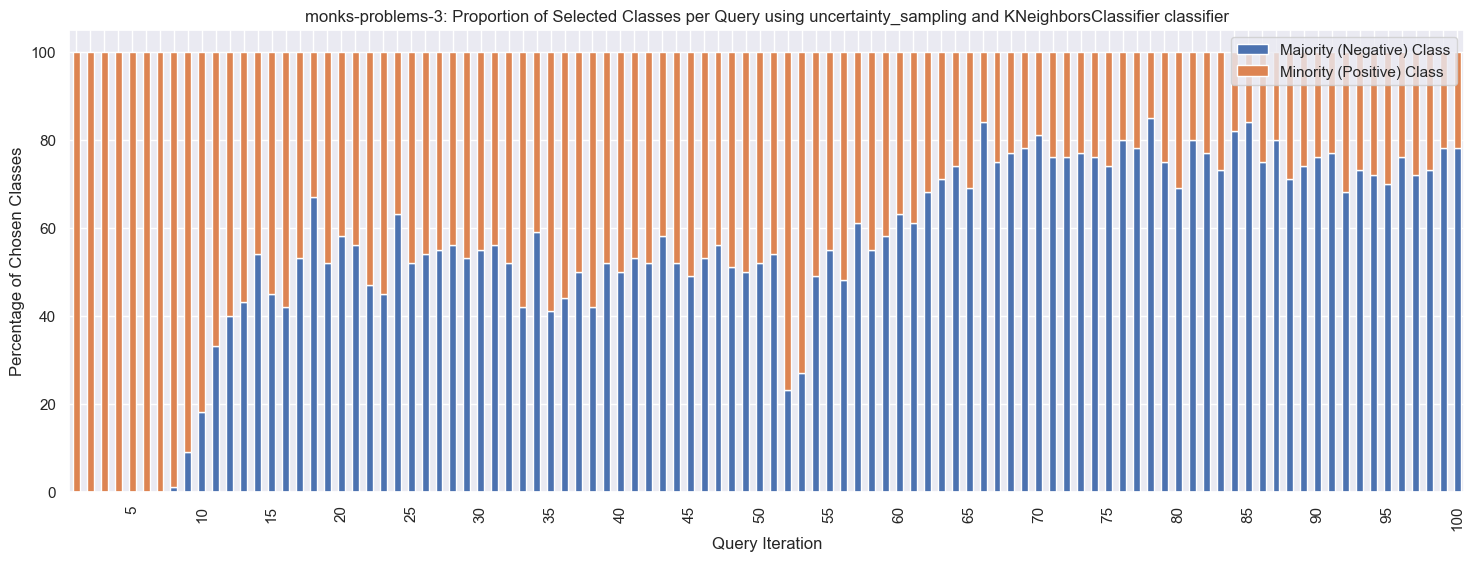 monks-problems-3: Proportion of Selected Classes per Query using uncertainty_sampling and KNeighborsClassifier classifier
Majority (Negative) Class
Minority (Positive) Class
Percentage of Chosen Classes
100
80
60
40
20
0
5 10 15 20 25 30 35 40 45 50 55 60 65 70 75 80 85 90 95 100
Query Iteration